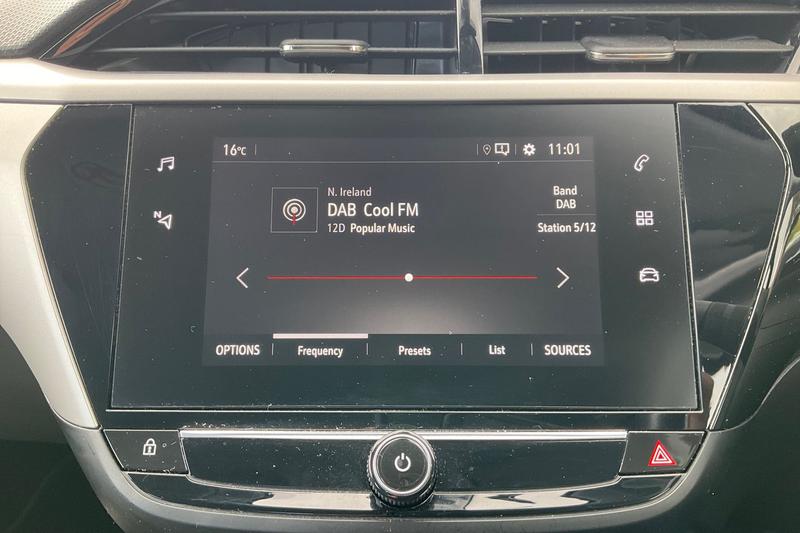 16°C
11:01
N. Ireland
DAB Cool FM
12D Popular Music
Band
DAB
Station 5/12
N
OPTIONS
Frequency
Presets
List
SOURCES